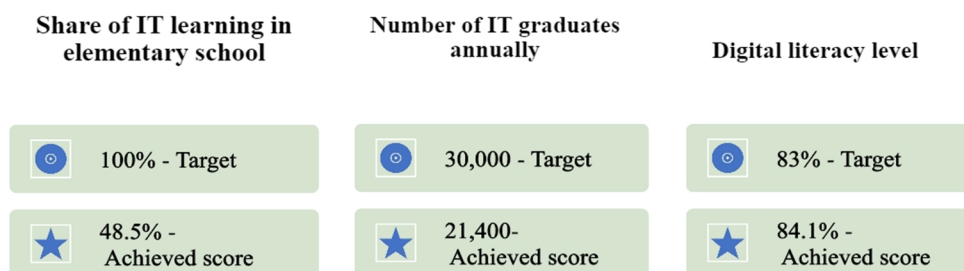 Share of IT learning in
elementary school
100% - Target
48.5% -
Achieved score
Number of IT graduates
annually
30,000 - Target
21,400-
Achieved score
Digital literacy level
83% - Target
84.1% -
Achieved score